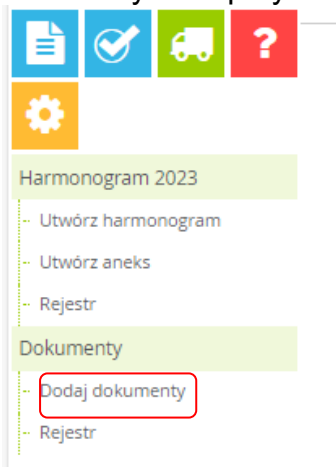 ?
Harmonogram 2023
Utwórz harmonogram
Utwórz aneks
Rejestr
Dokumenty
Dodaj dokumenty
Rejestr